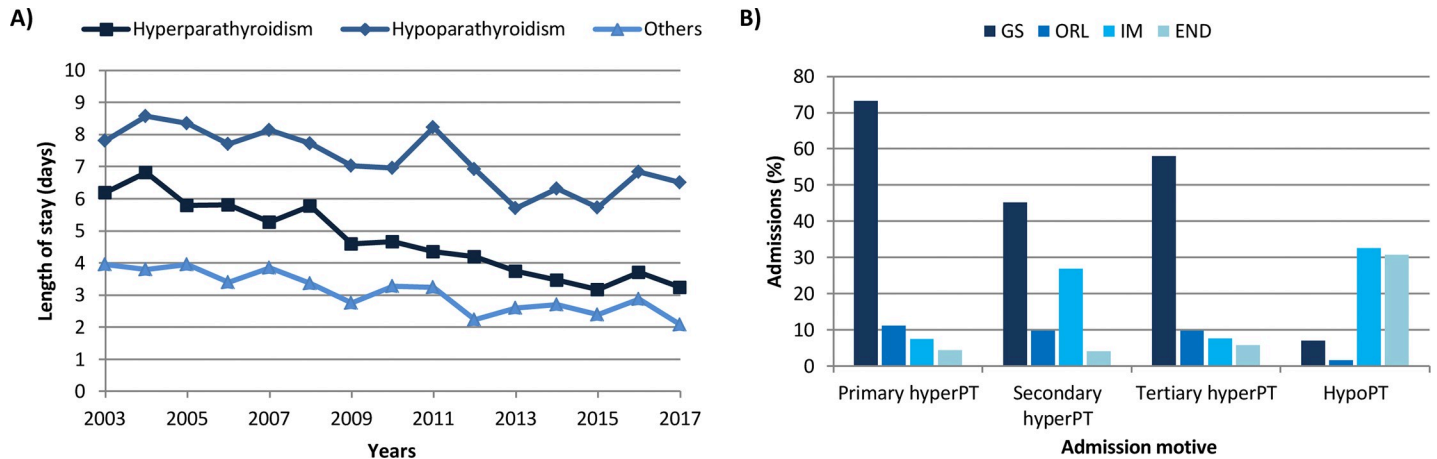 A)
Hyperparathyroidism Hypoparathyroidism Others
10
9
8
7
6
5
4
3
2
1
0
Length of stay (days)
2003 2005 2007 2009 2011 2013 2015 2017
Years
B)
GS ORL IM END
80
70
60
50
40
30
20
10
0
Admissions (%)
Primary hyperPT Secondary Tertiary hyperPT HypoPT
hyperPT
Admission motive